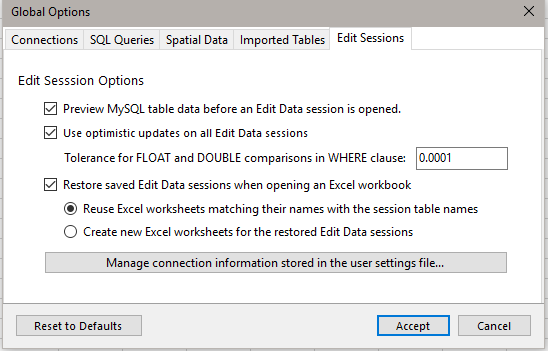 Global Options
Connections SQL Queries Spatial Data Imported Tables Edit Sessions
Edit Sesssion Options
Preview MySQL table data before an Edit Data session is opened.
Use optimistic updates on all Edit Data sessions
Tolerance for FLOAT and DOUBLE comparisons in WHERE clause: 0.0001
Restore saved Edit Data sessions when opening an Excel workbook
Reuse Excel worksheets matching their names with the session table names
Create new Excel worksheets for the restored Edit Data sessions
Manage connection information stored in the user settings file...
Reset to Defaults Accept Cancel